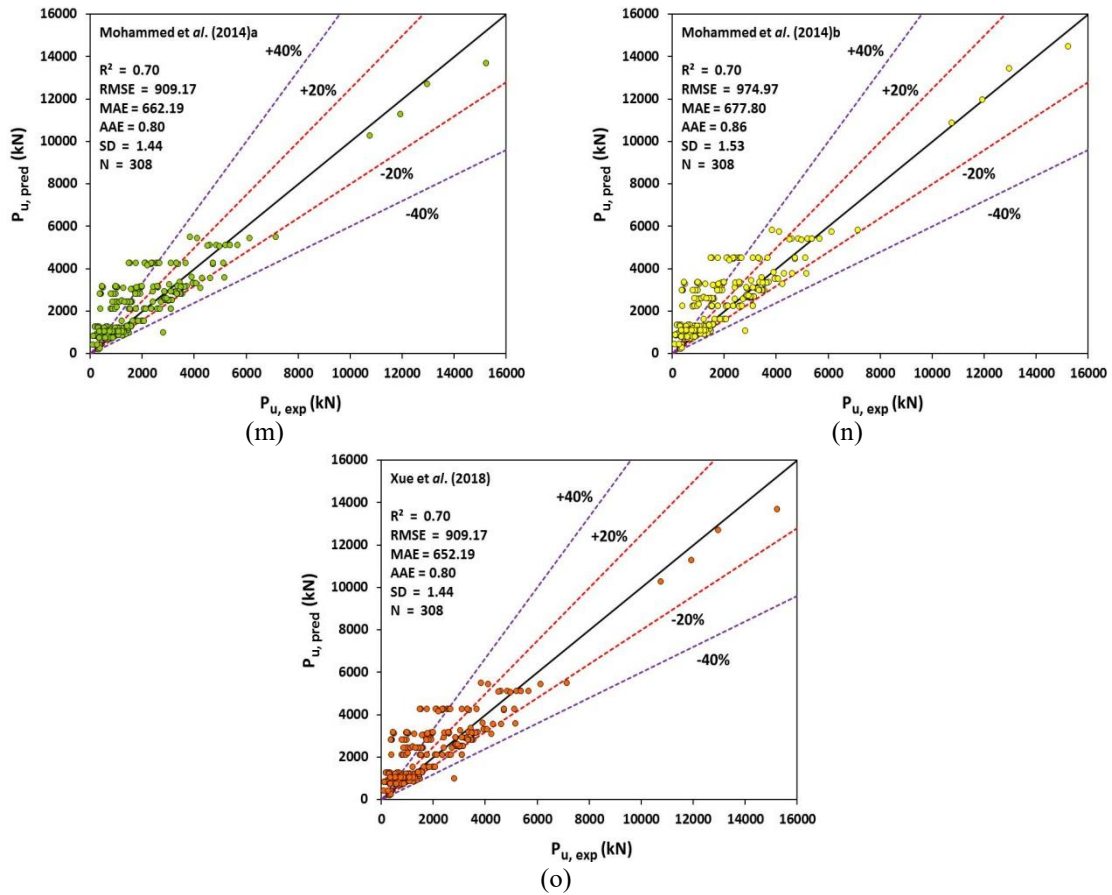 Mohammed et al. (2014)a
R² = 0.70
RMSE = 909.17
MAE = 662.19
AAE = 0.80
SD = 1.44
N = 308
+40%
+20%
-20%
-40%
16000
14000
12000
10000
8000
6000
4000
2000
0
P u, pred (kN)
0 2000 4000 6000 8000 10000 12000 14000 16000
P u, exp (kN)
(m)
Mohammed et al. (2014)b
R² = 0.70
RMSE = 974.97
MAE = 677.80
AAE = 0.86
SD = 1.53
N = 308
+40%
+20%
-20%
-40%
16000
14000
12000
10000
8000
6000
4000
2000
0
P u, pred (kN)
0 2000 4000 6000 8000 10000 12000 14000 16000
P u, exp (kN)
(n)
Xue et al. (2018)
R² = 0.70
RMSE = 909.17
MAE = 652.19
AAE = 0.80
SD = 1.44
N = 308
+40%
+20%
-20%
-40%
16000
14000
12000
10000
8000
6000
4000
2000
0
P u, pred (kN)
0 2000 4000 6000 8000 10000 12000 14000 16000
P u, exp (kN)
(o)